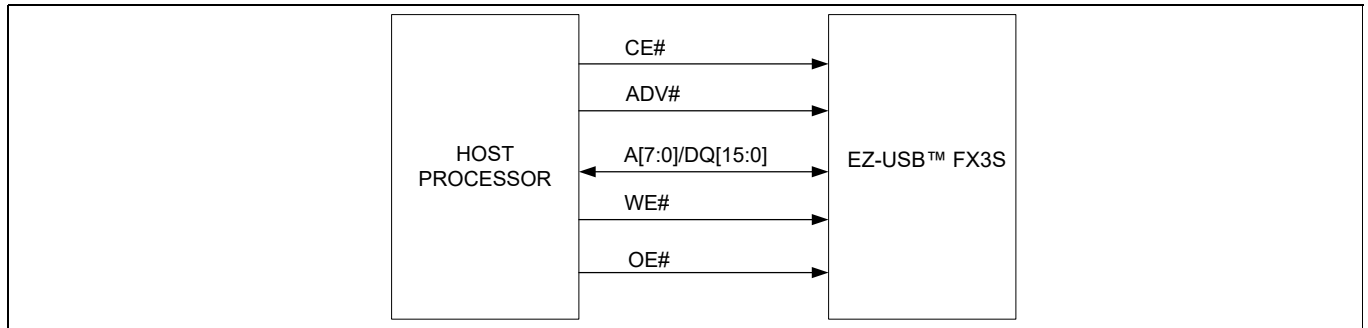 CE#
ADV#
HOST
PROCESSOR
A[7:0]/DQ[15:0]
EZ-USB™ FX3S
WE#
OE#